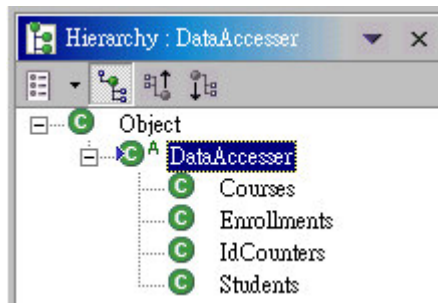 Hierarchy : DataAccesser
C Object
C A DataAccesser
C Courses
C Enrollments
C IdCounters
C Students